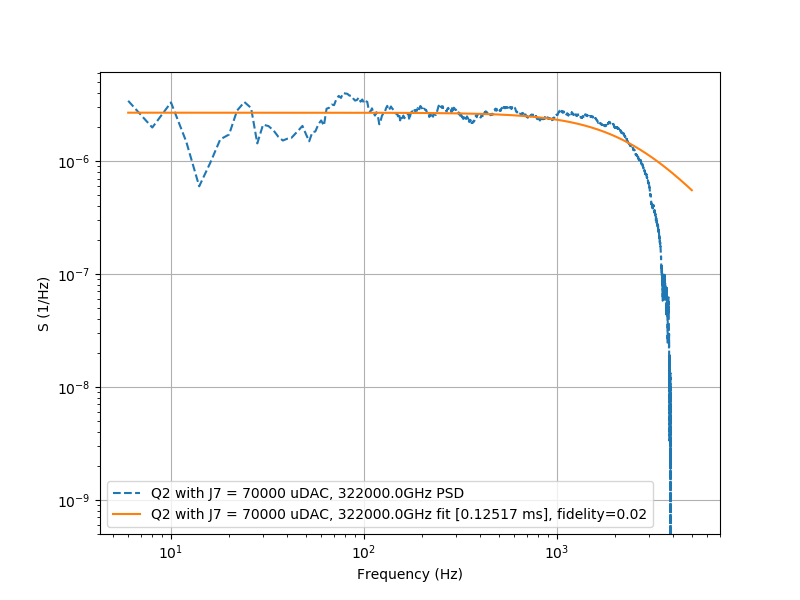 S (1/Hz)
10⁻⁶
10⁻⁷
10⁻⁸
10⁻⁹
Q2 with J7 = 70000 uDAC, 322000.0GHz PSD
Q2 with J7 = 70000 uDAC, 322000.0GHz fit [0.12517 ms], fidelity=0.02
10¹ 10² 10³
Frequency (Hz)